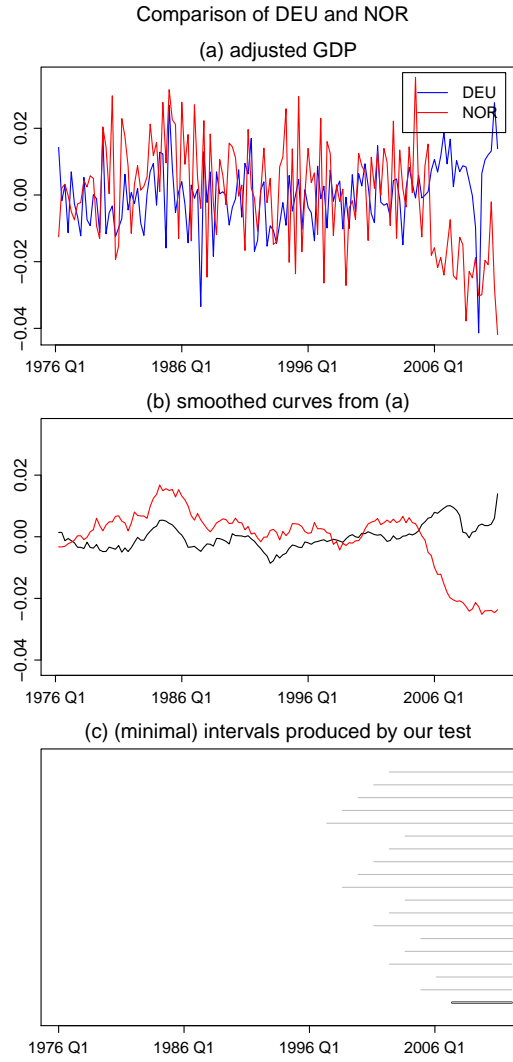 Comparison of DEU and NOR
(a) adjusted GDP
DEU
NOR
0.02
0.00
−0.02
−0.04
1976 Q1 1986 Q1 1996 Q1 2006 Q1
(b) smoothed curves from (a)
0.02
0.00
−0.02
−0.04
1976 Q1 1986 Q1 1996 Q1 2006 Q1
(c) (minimal) intervals produced by our test
1976 Q1 1986 Q1 1996 Q1 2006 Q1